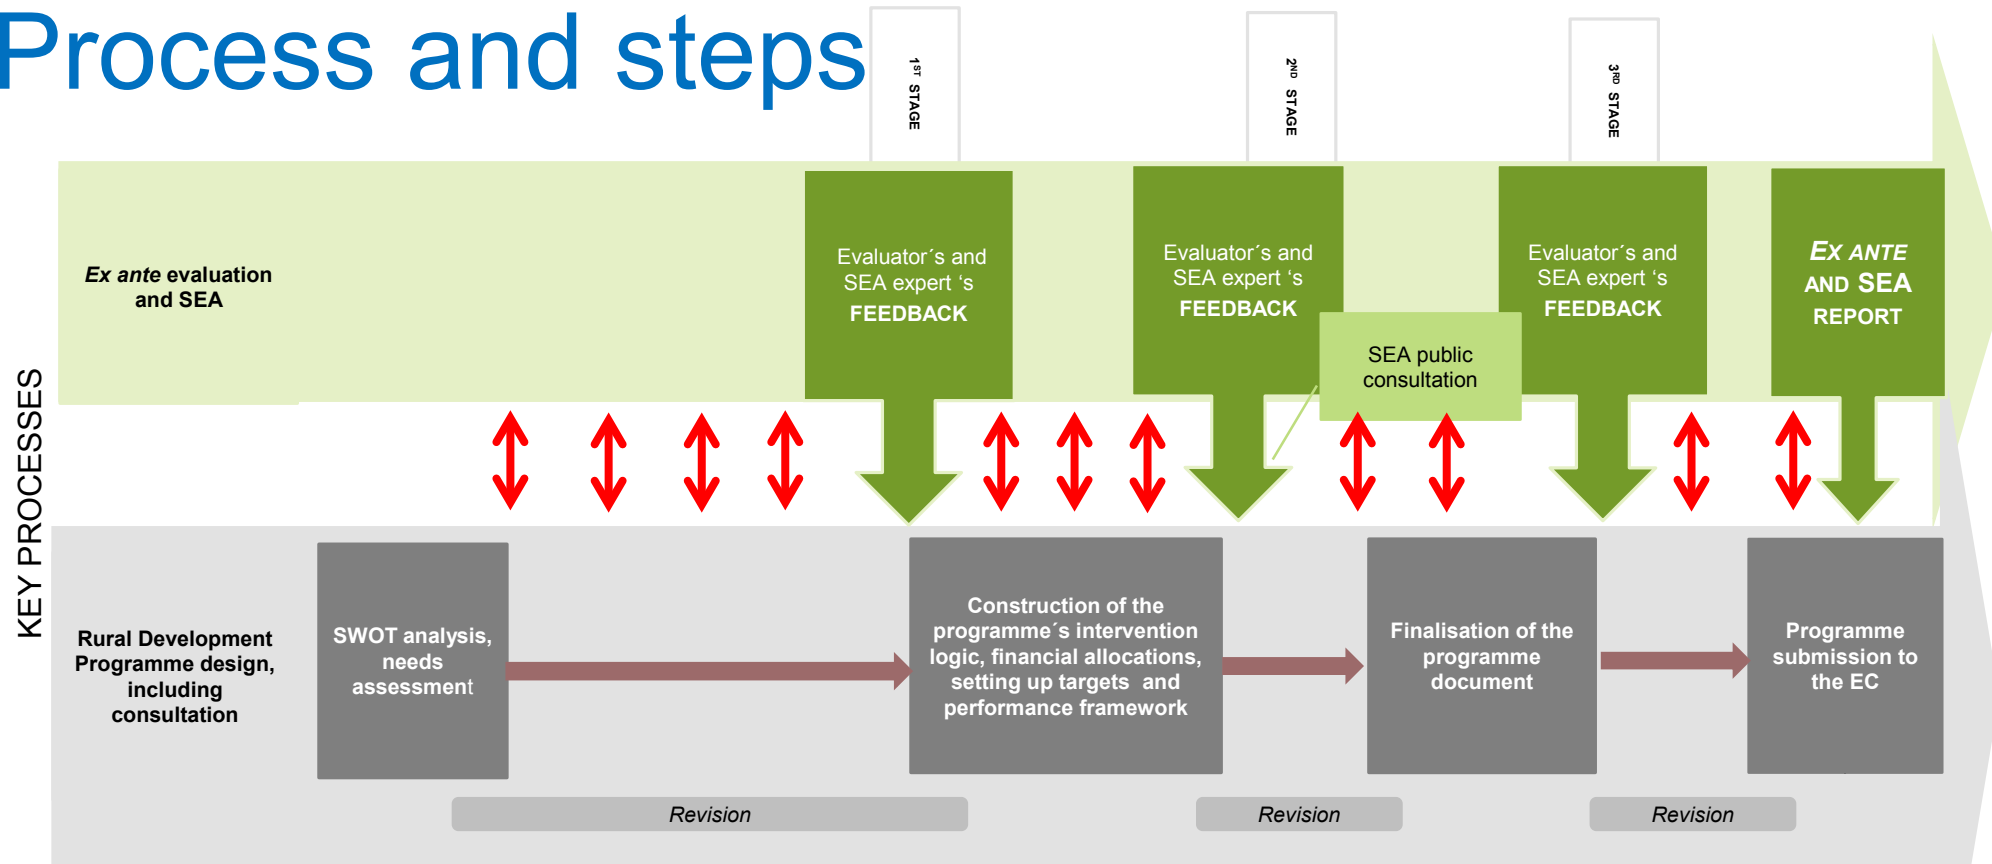 Process and steps
1ST STAGE
2ND STAGE
3RD STAGE
KEY PROCESSES
Ex ante evaluation
and SEA
Evaluator´s and
SEA expert ‘s
FEEDBACK
Evaluator´s and
SEA expert ‘s
FEEDBACK
SEA public
consultation
Evaluator´s and
SEA expert ‘s
FEEDBACK
EX ANTE
AND SEA
REPORT
Rural Development
Programme design,
including
consultation
SWOT analysis,
needs
assessment
Construction of the
programme´s intervention
logic, financial allocations,
setting up targets and
performance framework
Finalisation of the
programme
document
Programme
submission to
the EC
Revision
Revision
Revision